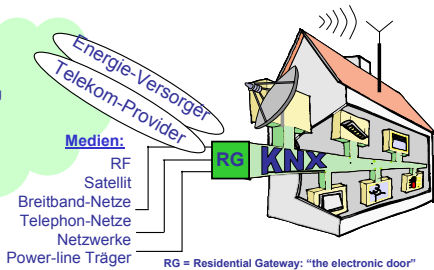 Energie-Versorger
Telekom-Provider
Medien:
RF
Satellit
Breitband-Netze
Telephon-Netze
Netzwerke
Power-line Träger
RG
KNX
RG = Residential Gateway: “the electronic door”